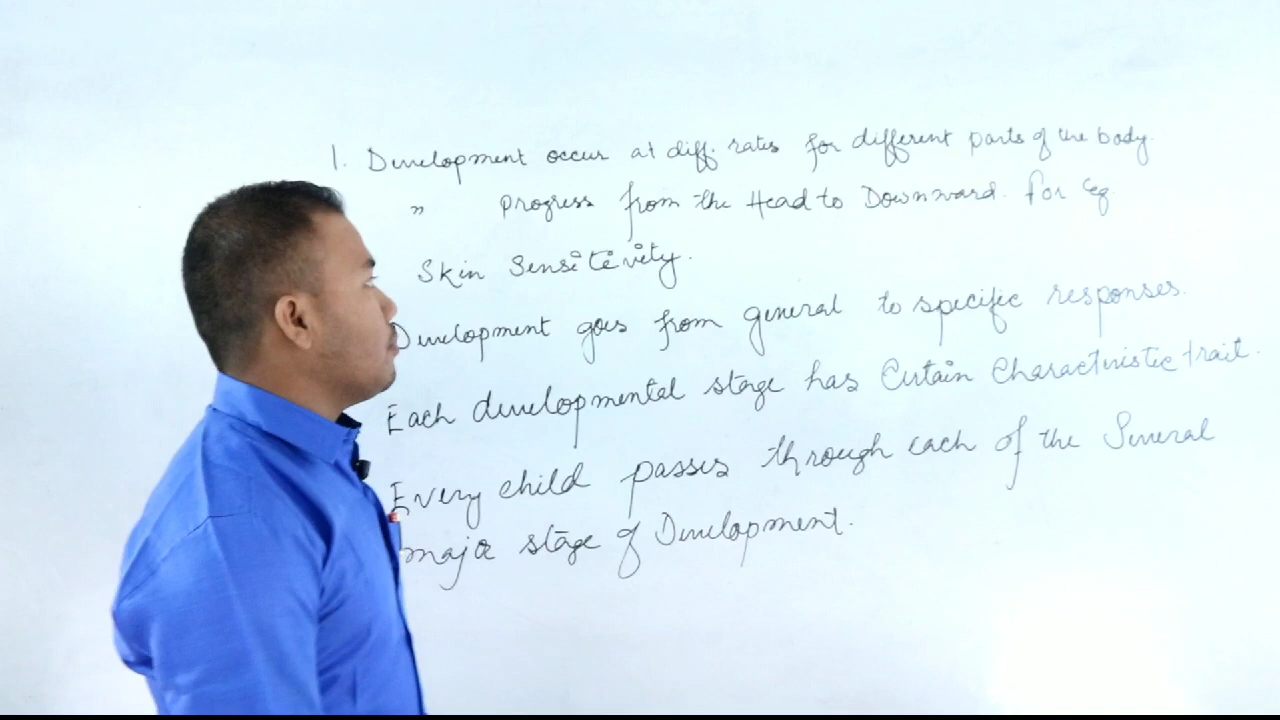 1. Development occur at diff. rates for different parts of the body.
" Progress from the Head to Downward. For eg
Skin Sensitivity.
Development goes from general to specific responses.
Each developmental stage has Certain Characteristic trait.
Every child passes through each of the Several
major stage of Development.